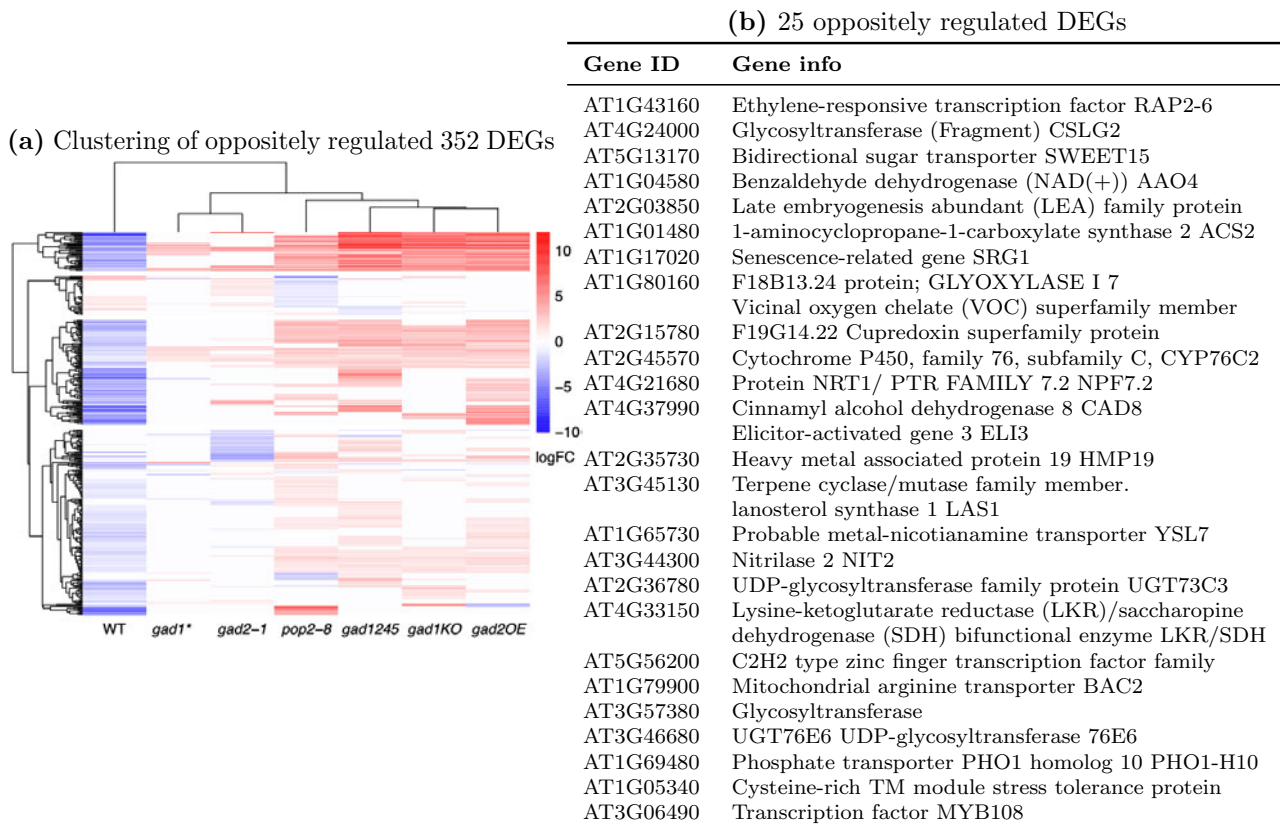 (a) Clustering of oppositely regulated 352 DEGs
10
5
0
−5
−10
logFC
WT gad1* gad2−1 pop2−8 gad1245 gad1KO gad2OE
(b) 25 oppositely regulated DEGs
Gene ID Gene info
AT1G43160 Ethylene-responsive transcription factor RAP2-6
AT4G24000 Glycosyltransferase (Fragment) CSLG2
AT5G13170 Bidirectional sugar transporter SWEET15
AT1G04580 Benzaldehyde dehydrogenase (NAD(+)) AAO4
AT2G03850 Late embryogenesis abundant (LEA) family protein
AT1G01480 1-aminocyclopropane-1-carboxylate synthase 2 ACS2
AT1G17020 Senescence-related gene SRG1
AT1G80160 F18B13.24 protein; GLYOXYLASE I 7
Vicinal oxygen chelate (VOC) superfamily member
AT2G15780 F19G14.22 Cupredoxin superfamily protein
AT2G45570 Cytochrome P450, family 76, subfamily C, CYP76C2
AT4G21680 Protein NRT1/ PTR FAMILY 7.2 NPF7.2
AT4G37990 Cinnamyl alcohol dehydrogenase 8 CAD8
Elicitor-activated gene 3 ELI3
AT2G35730 Heavy metal associated protein 19 HMP19
AT3G45130 Terpene cyclase/mutase family member.
lanosterol synthase 1 LAS1
AT1G65730 Probable metal-nicotianamine transporter YSL7
AT3G44300 Nitrilase 2 NIT2
AT2G36780 UDP-glycosyltransferase family protein UGT73C3
AT4G33150 Lysine-ketoglutarate reductase (LKR)/saccharopine
dehydrogenase (SDH) bifunctional enzyme LKR/SDH
AT5G56200 C2H2 type zinc finger transcription factor family
AT1G79900 Mitochondrial arginine transporter BAC2
AT3G57380 Glycosyltransferase
AT3G46680 UGT76E6 UDP-glycosyltransferase 76E6
AT1G69480 Phosphate transporter PHO1 homolog 10 PHO1-H10
AT1G05340 Cysteine-rich TM module stress tolerance protein
AT3G06490 Transcription factor MYB108